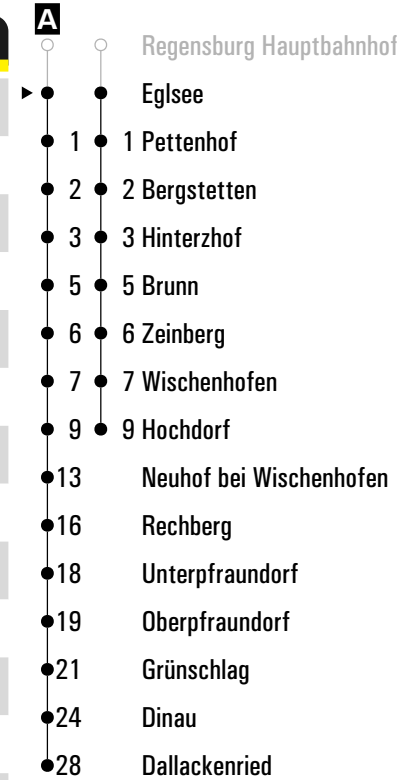 A
Regensburg Hauptbahnhof
Eglsee
1 1 Pettenhof
2 2 Bergstetten
3 3 Hinterzhof
5 5 Brunn
6 6 Zeinberg
7 7 Wischenhofen
9 9 Hochdorf
13 Neuhof bei Wischenhofen
16 Rechberg
18 Unterpfraundorf
19 Oberpfraundorf
21 Grünschlag
24 Dinau
28 Dallackenried